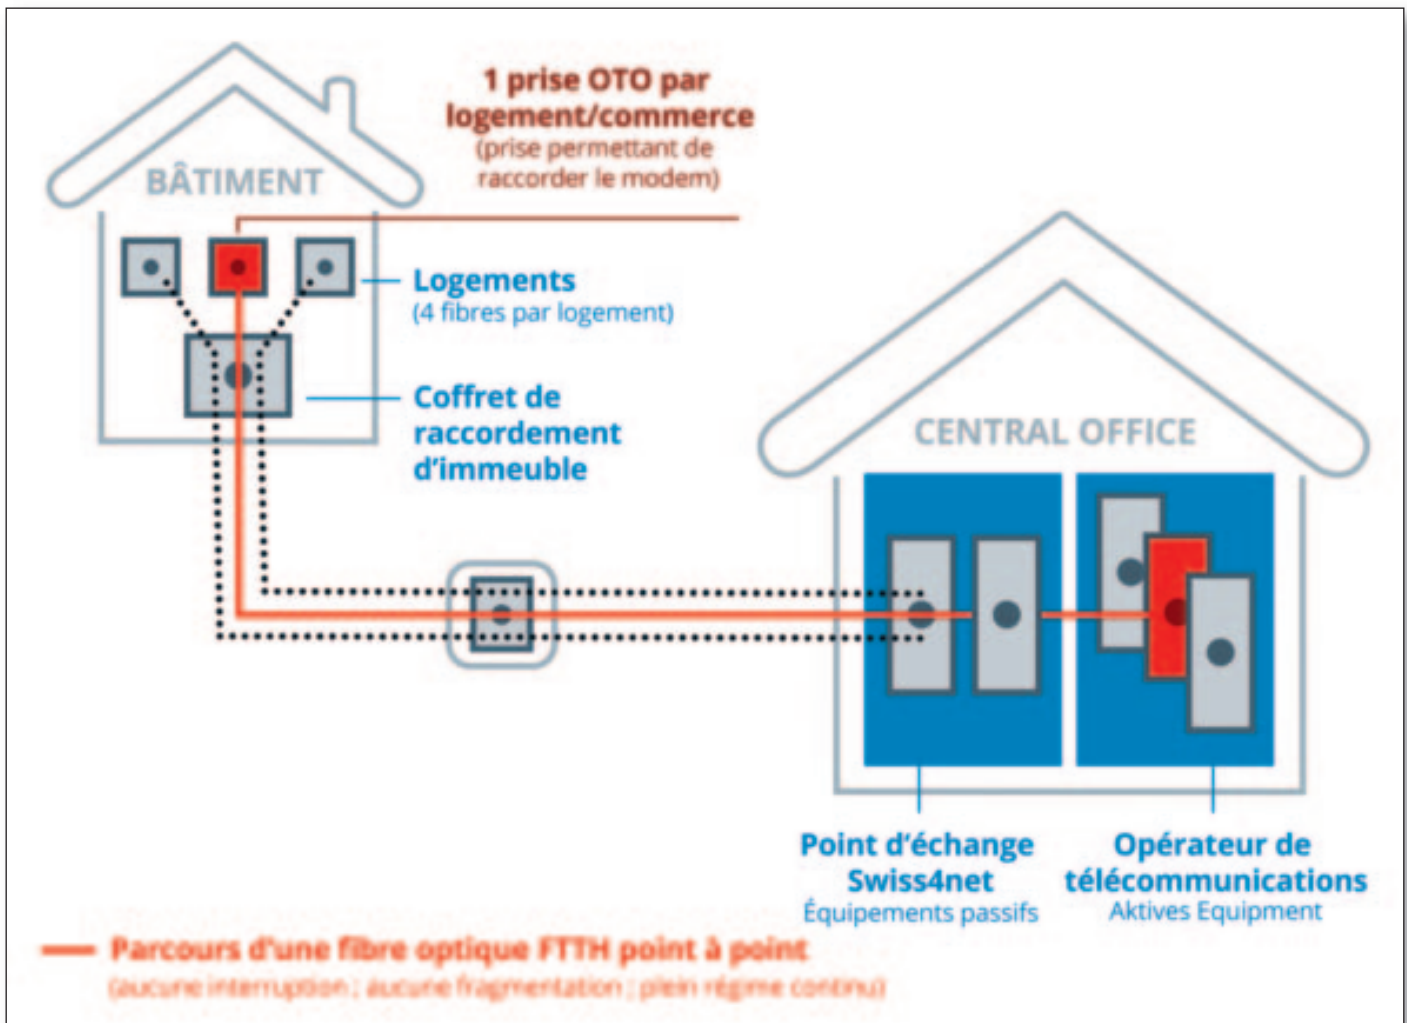 1 prise OTO par
logement/commerce
(prise permettant de
raccorder le modem)
BÂTIMENT
Logements
(4 fibres par logement)
Coffret de
raccordement
d'immeuble
CENTRAL OFFICE
Point d'échange
Swiss4net
Équipements passifs
Opérateur de
télécommunications
Aktives Equipment
Parcours d'une fibre optique FTTH point à point
(aucune interruption ; aucune fragmentation ; plein régime continu)